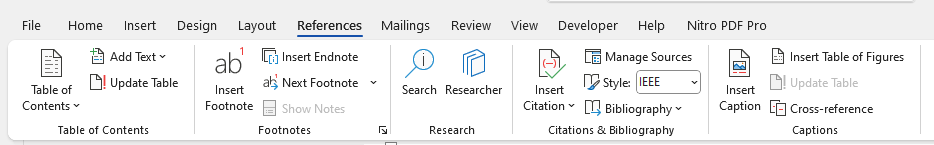 File Home Insert Design Layout References Mailings Review View Developer Help Nitro PDF Pro
Table of Contents
Add Text
Update Table
Table of Contents
ab1
Insert Footnote
Insert Endnote
ab1 Next Footnote
Show Notes
Footnotes
Search
Researcher
Research
Insert Citation
Manage Sources
Style: IEEE
Bibliography
Citations & Bibliography
Insert Caption
Insert Table of Figures
Update Table
Cross-reference
Captions